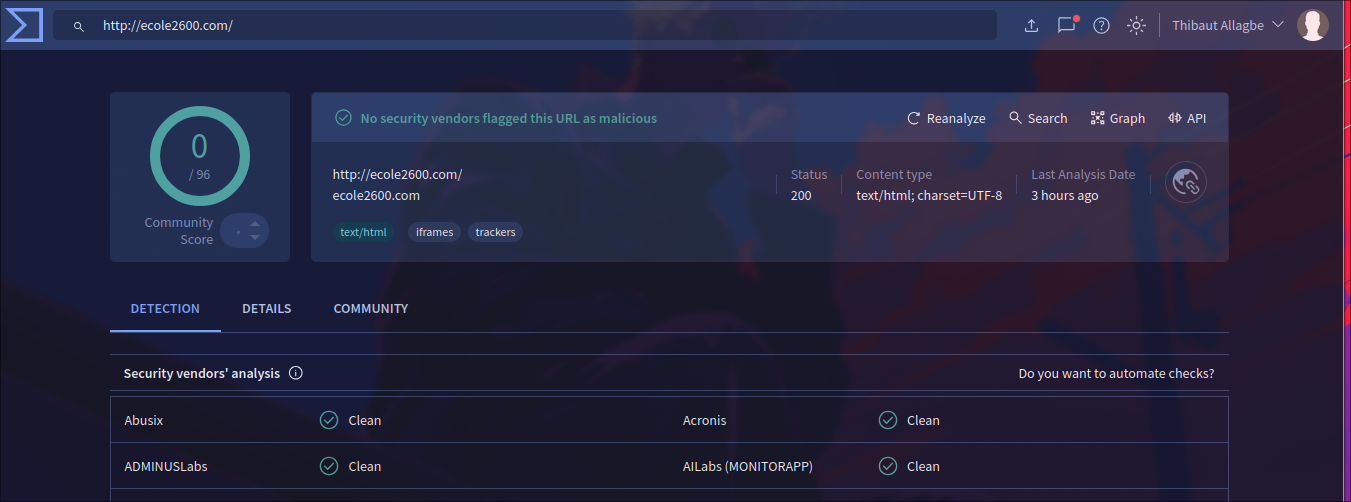 http://ecole2600.com/
Thibaut Allagbe
0
/ 96
Community
Score
No security vendors flagged this URL as malicious
Reanalyze
Search
Graph
API
http://ecole2600.com/
ecole2600.com
Status
200
Content type
text/html; charset=UTF-8
Last Analysis Date
3 hours ago
text/html
iframes
trackers
DETECTION
DETAILS
COMMUNITY
Security vendors' analysis
Do you want to automate checks?
Abusix
Clean
Acronis
Clean
ADMINUSLabs
Clean
AILabs (MONITORAPP)
Clean